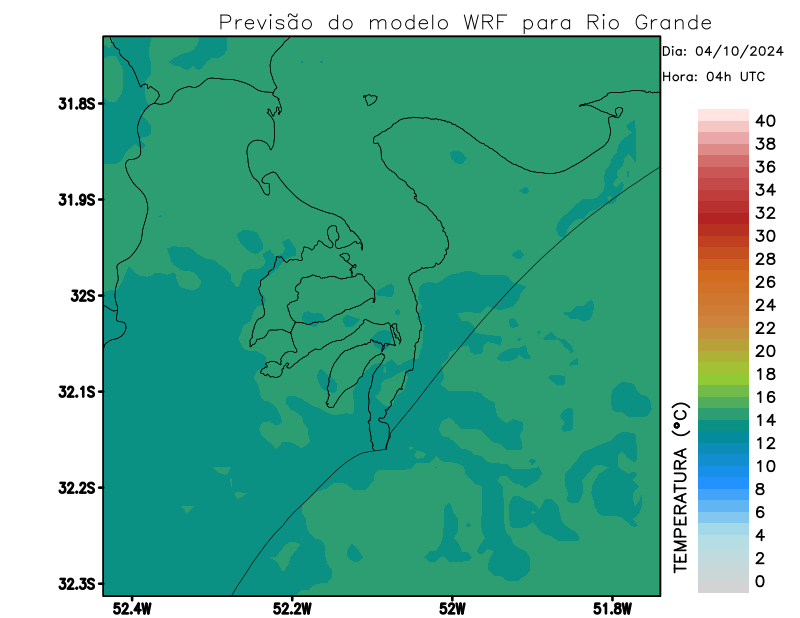 Previsão do modelo WRF para Rio Grande
Dia: 04/10/2024
Hora: 04h UTC
31.8S
31.9S
32S
32.1S
32.2S
32.3S
52.4W
52.2W
52W
51.8W
TEMPERATURA (°C)
40
38
36
34
32
30
28
26
24
22
20
18
16
14
12
10
8
6
4
2
0